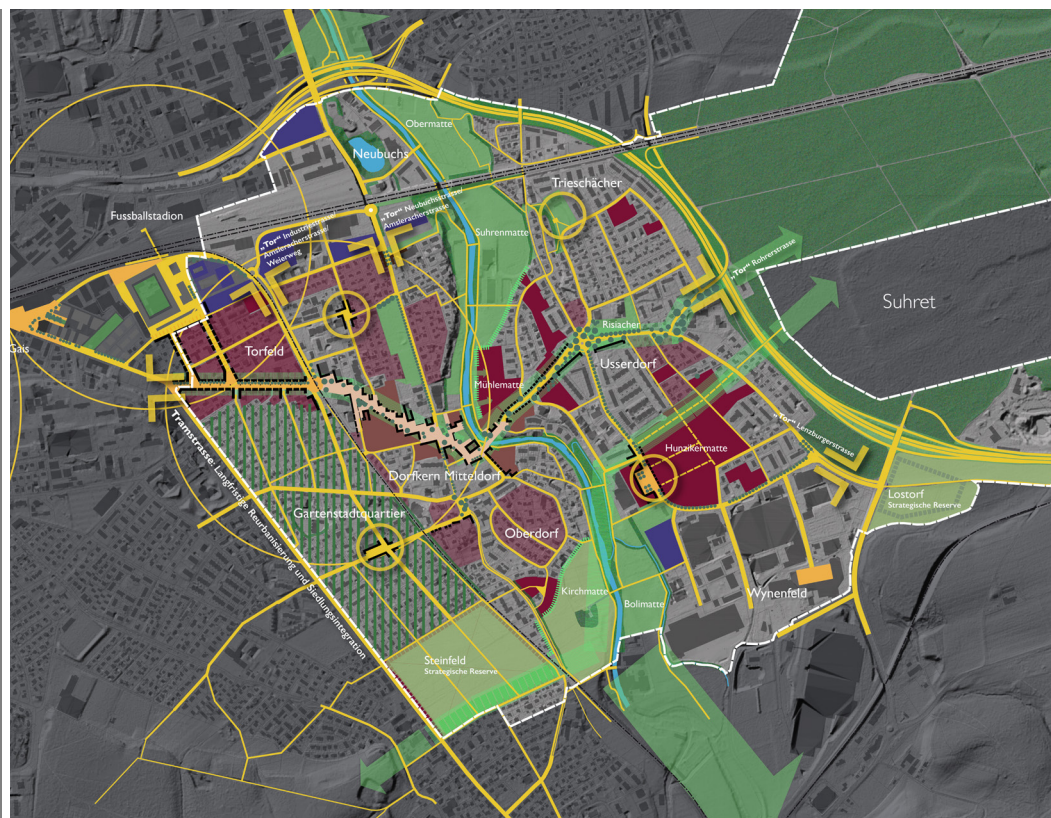 Obermatte
Neubuchs
Trieschächer
Fussballstadion
„Tor“ Neubuchsstrasse/
Amsleracherstrasse
„Tor“ Industriestrasse/
Amsleracherstrasse/
Weierweg
Suhrenmatte
„Tor“ Rohrerstrasse
Suhret
Risiacher
Gais
Torfeld
Usserdorf
Mühlematte
„Tor“ Lenzburgerstrasse
Hunzikermatte
Dorfkern Mitteldorf
Lostorf
Strategische Reserve
Gartenstadtquartier
Oberdorf
Tramstrasse: Langfristige Reurbanisierung und Siedlungsintegration
Kirchmatte
Bolimatte
Wynenfeld
Steinfeld
Strategische Reserve